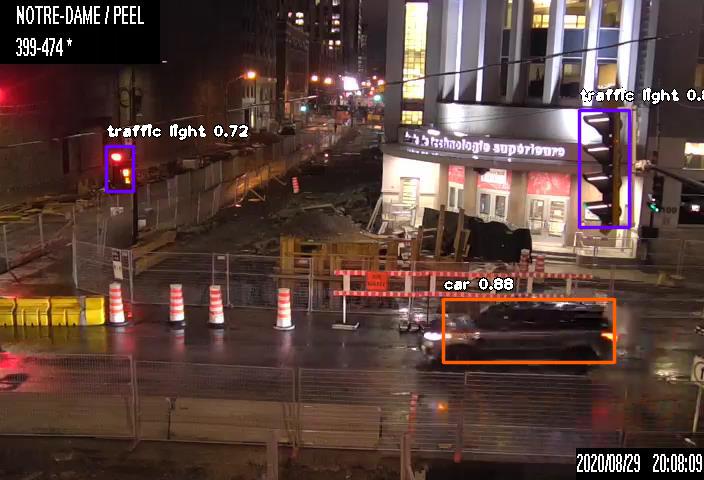 NOTRE-DAME / PEEL
399-474 *
traffic light 0.8
traffic light 0.72
technologie supérieure
car 0.88
2020/08/29 20:08:09